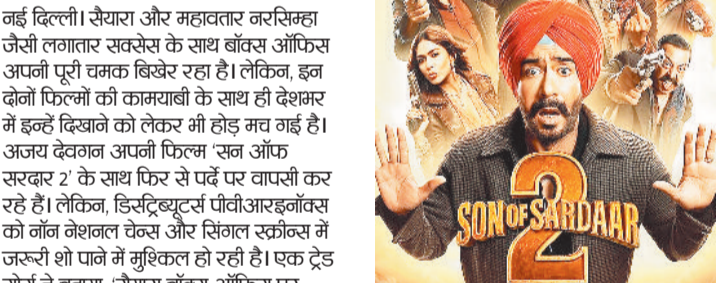 नई दिल्ली। सैयारा और महावतार नरसिम्हा
जैसी लगातार सक्सेस के साथ बॉक्स ऑफिस
अपनी पूरी चमक बिखेर रहा है। लेकिन, इन
दोनों फिल्मों की कामयाबी के साथ ही देशभर
में इन्हें दिखाने को लेकर भी होड़ मच गई है।
अजय देवगन अपनी फिल्म ‘सन ऑफ
सरदार 2’ के साथ फिर से पर्दे पर वापसी कर
रहे हैं। लेकिन, डिस्ट्रिब्यूटर्स पीवीआरइनॉक्स
को नॉन नेशनल चेन्स और सिंगल स्क्रीन्स में
जरूरी शो पाने में मुश्किल हो रही है। एक ट्रेड
SON OF SARDAAR
2